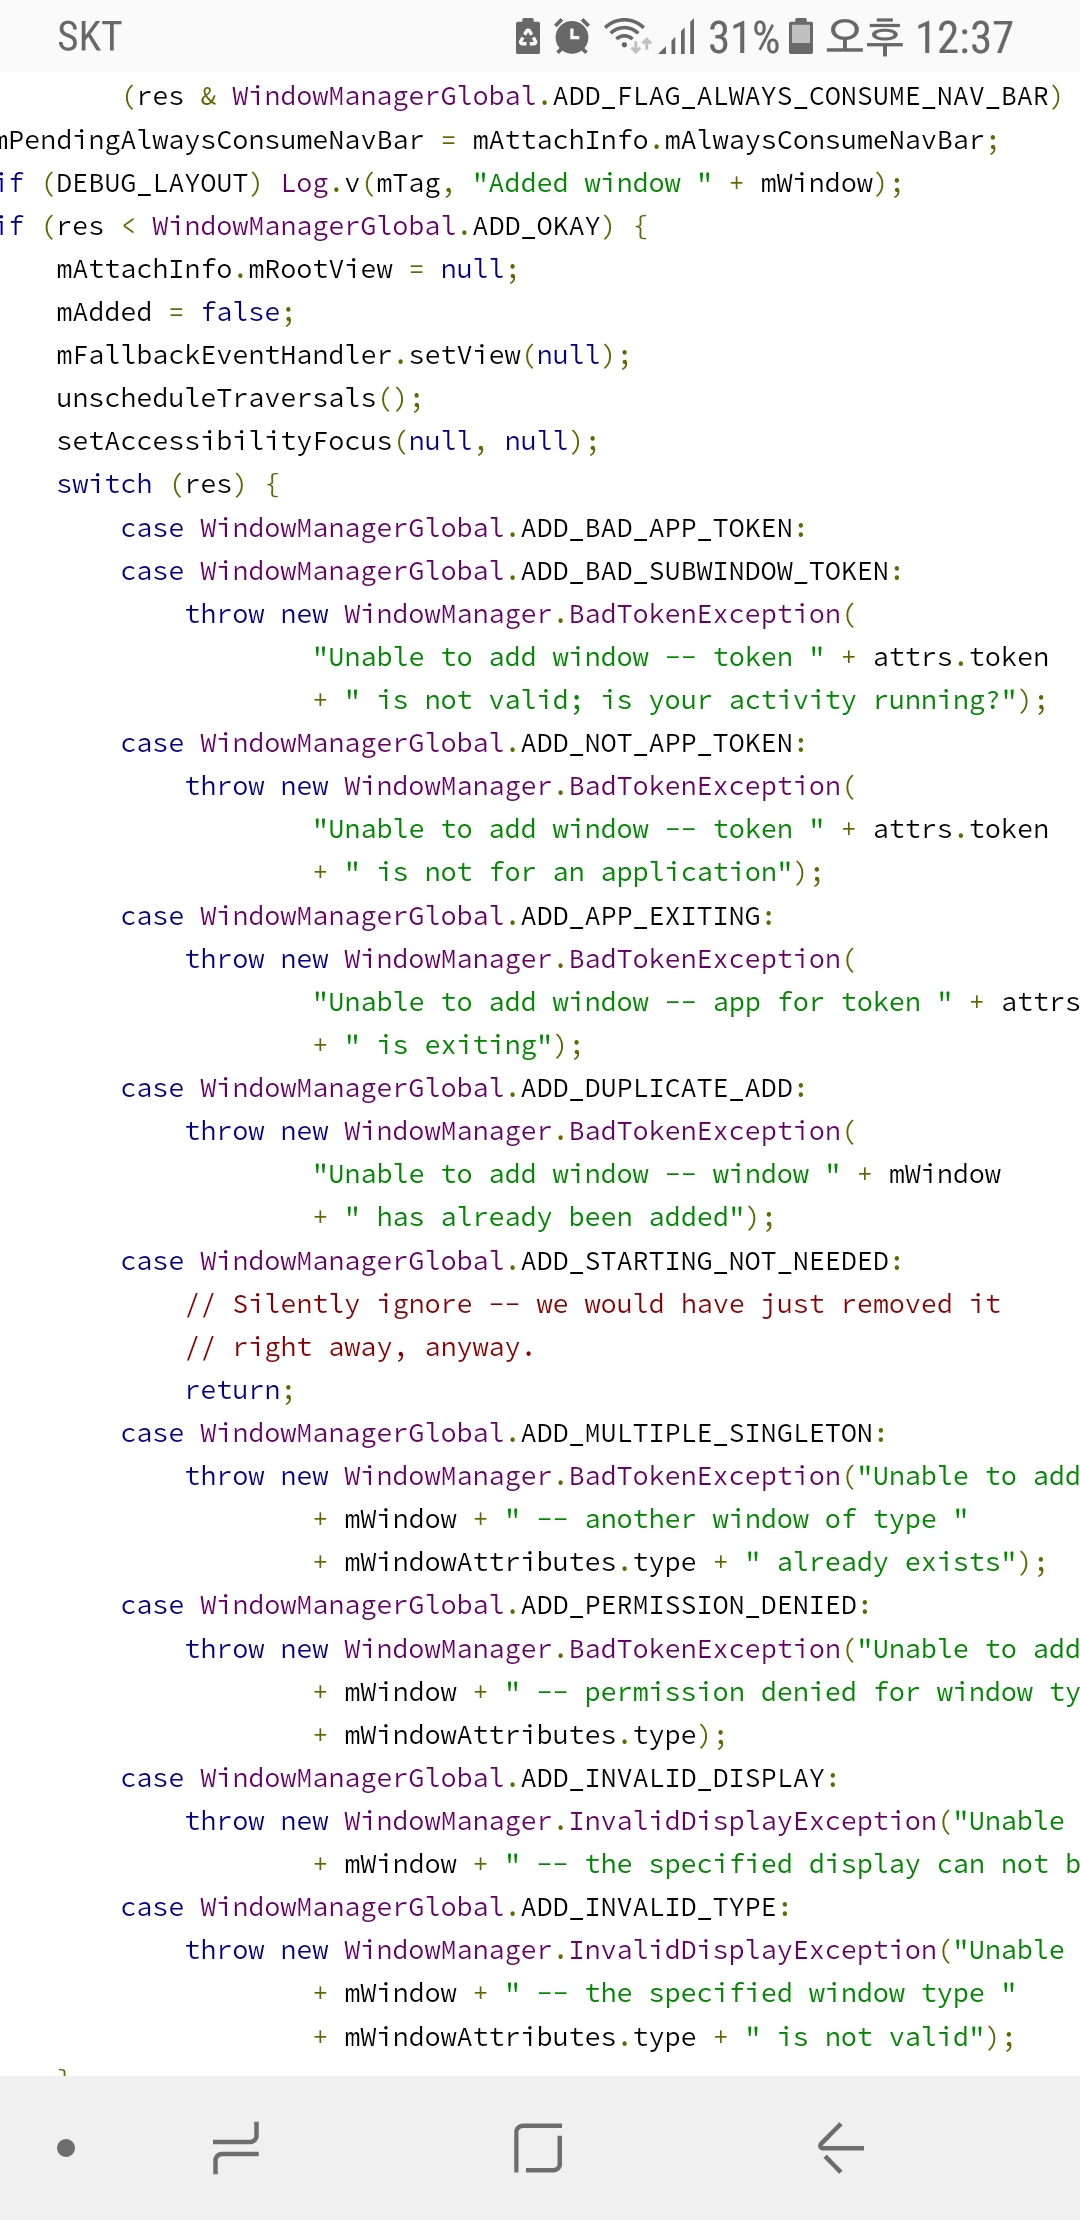 SKT 31% 오후 12:37
(res & WindowManagerGlobal.ADD_FLAG_ALWAYS_CONSUME_NAV_BAR)
mPendingAlwaysConsumeNavBar = mAttachInfo.mAlwaysConsumeNavBar;
if (DEBUG_LAYOUT) Log.v(mTag, "Added window " + mWindow);
if (res < WindowManagerGlobal.ADD_OKAY) {
mAttachInfo.mRootView = null;
mAdded = false;
mFallbackEventHandler.setView(null);
unscheduleTraversals();
setAccessibilityFocus(null, null);
switch (res) {
case WindowManagerGlobal.ADD_BAD_APP_TOKEN:
case WindowManagerGlobal.ADD_BAD_SUBWINDOW_TOKEN:
throw new WindowManager.BadTokenException(
"Unable to add window -- token " + attrs.token
+ " is not valid; is your activity running?");
case WindowManagerGlobal.ADD_NOT_APP_TOKEN:
throw new WindowManager.BadTokenException(
"Unable to add window -- token " + attrs.token
+ " is not for an application");
case WindowManagerGlobal.ADD_APP_EXITING:
throw new WindowManager.BadTokenException(
"Unable to add window -- app for token " + attrs
+ " is exiting");
case WindowManagerGlobal.ADD_DUPLICATE_ADD:
throw new WindowManager.BadTokenException(
"Unable to add window -- window " + mWindow
+ " has already been added");
case WindowManagerGlobal.ADD_STARTING_NOT_NEEDED:
// Silently ignore -- we would have just removed it
// right away, anyway.
return;
case WindowManagerGlobal.ADD_MULTIPLE_SINGLETON:
throw new WindowManager.BadTokenException("Unable to add
+ mWindow + " -- another window of type "
+ mWindowAttributes.type + " already exists");
case WindowManagerGlobal.ADD_PERMISSION_DENIED:
throw new WindowManager.BadTokenException("Unable to add
+ mWindow + " -- permission denied for window ty
+ mWindowAttributes.type);
case WindowManagerGlobal.ADD_INVALID_DISPLAY:
throw new WindowManager.InvalidDisplayException("Unable
+ mWindow + " -- the specified display can not b
case WindowManagerGlobal.ADD_INVALID_TYPE:
throw new WindowManager.InvalidDisplayException("Unable
+ mWindow + " -- the specified window type "
+ mWindowAttributes.type + " is not valid");
}